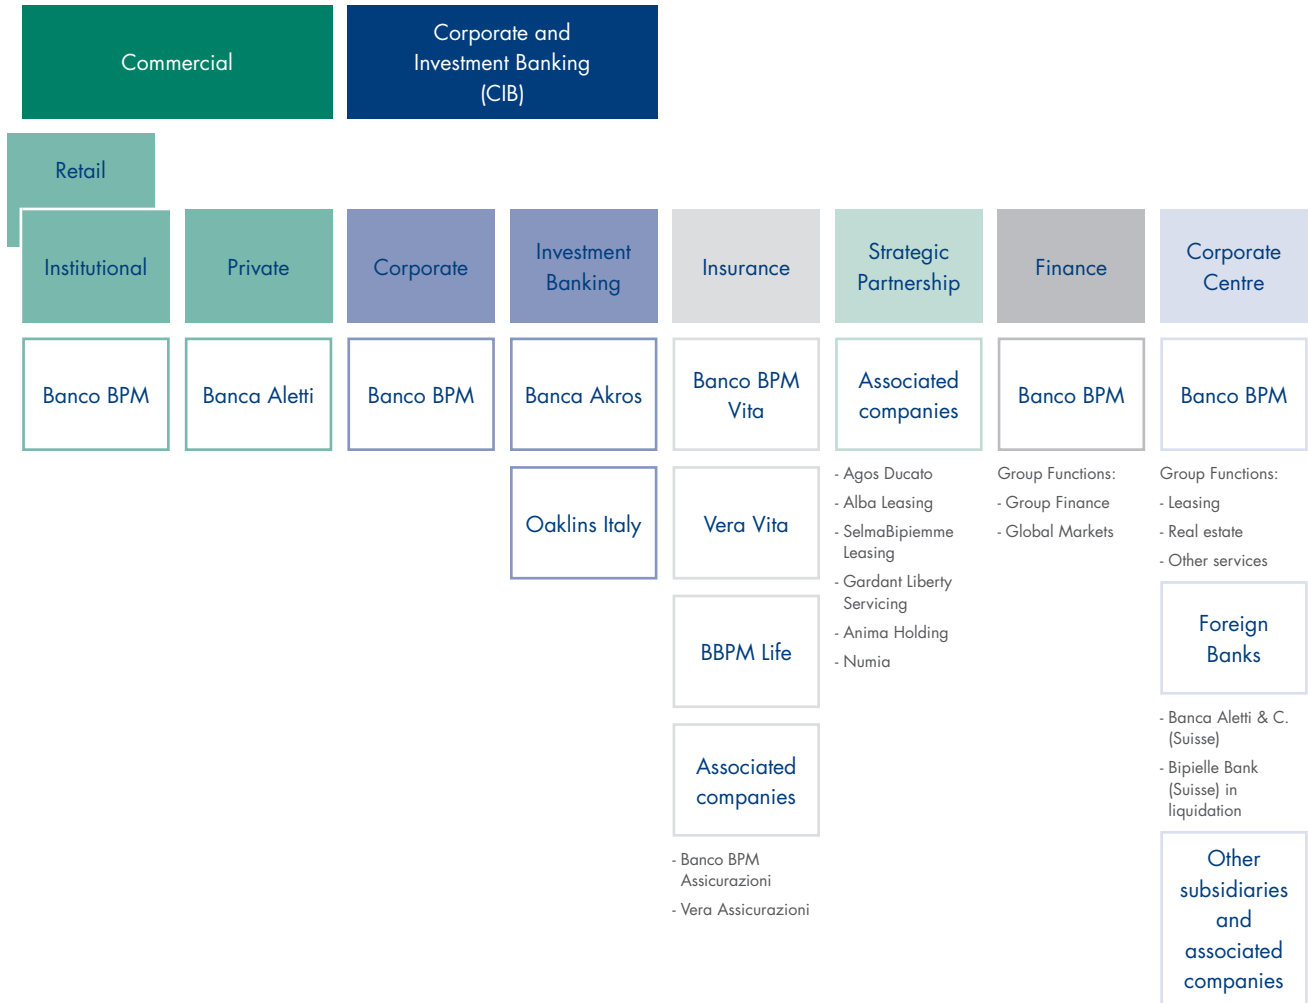 Commercial
Corporate and
Investment Banking
(CIB)
Retail
Institutional
Private
Corporate
Investment
Banking
Insurance
Strategic
Partnership
Finance
Corporate
Centre
Banco BPM
Banca Aletti
Banco BPM
Banca Akros
Banco BPM
Vita
Associated
companies
Banco BPM
Banco BPM
Oaklins Italy
Vera Vita
BBPM Life
Associated
companies
- Banco BPM
Assicurazioni
- Vera Assicurazioni
- Agos Ducato
- Alba Leasing
- SelmaBipiemme
Leasing
- Gardant Liberty
Servicing
- Anima Holding
- Numia
Group Functions:
- Group Finance
- Global Markets
Group Functions:
- Leasing
- Real estate
- Other services
Foreign
Banks
- Banca Aletti & C.
(Suisse)
- Bipielle Bank
(Suisse) in
liquidation
Other
subsidiaries
and
associated
companies